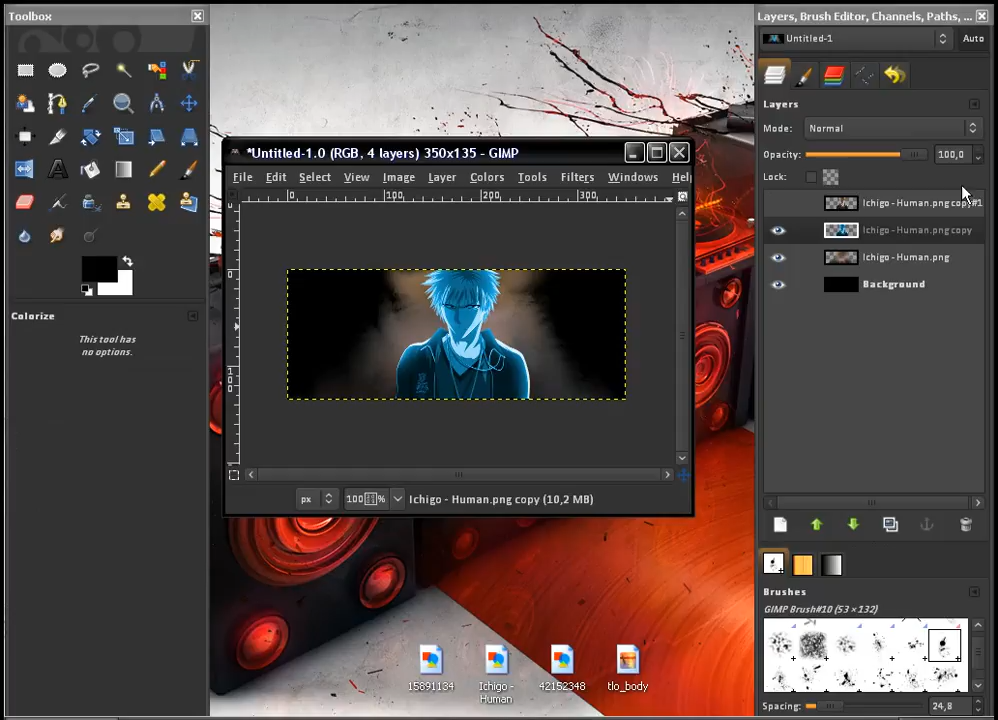 Toolbox
Layers, Brush Editor, Channels, Paths, ...
Untitled-1
Auto
Layers
Mode:
Normal
Opacity:
100,0
Lock:
Ichigo - Human.png copy#1
Ichigo - Human.png copy
Ichigo - Human.png
Background
*Untitled-1.0 (RGB, 4 layers) 350x135 - GIMP
File
Edit
Select
View
Image
Layer
Colors
Tools
Filters
Windows
Help
0
100
200
300
0
100
Colorize
This tool has
no options.
px
100
%
Ichigo - Human.png copy (10,2 MB)
Brushes
GIMP Brush#10 (53 × 132)
Spacing:
24,8
15891134
Ichigo -
Human
42152348
tlo_body